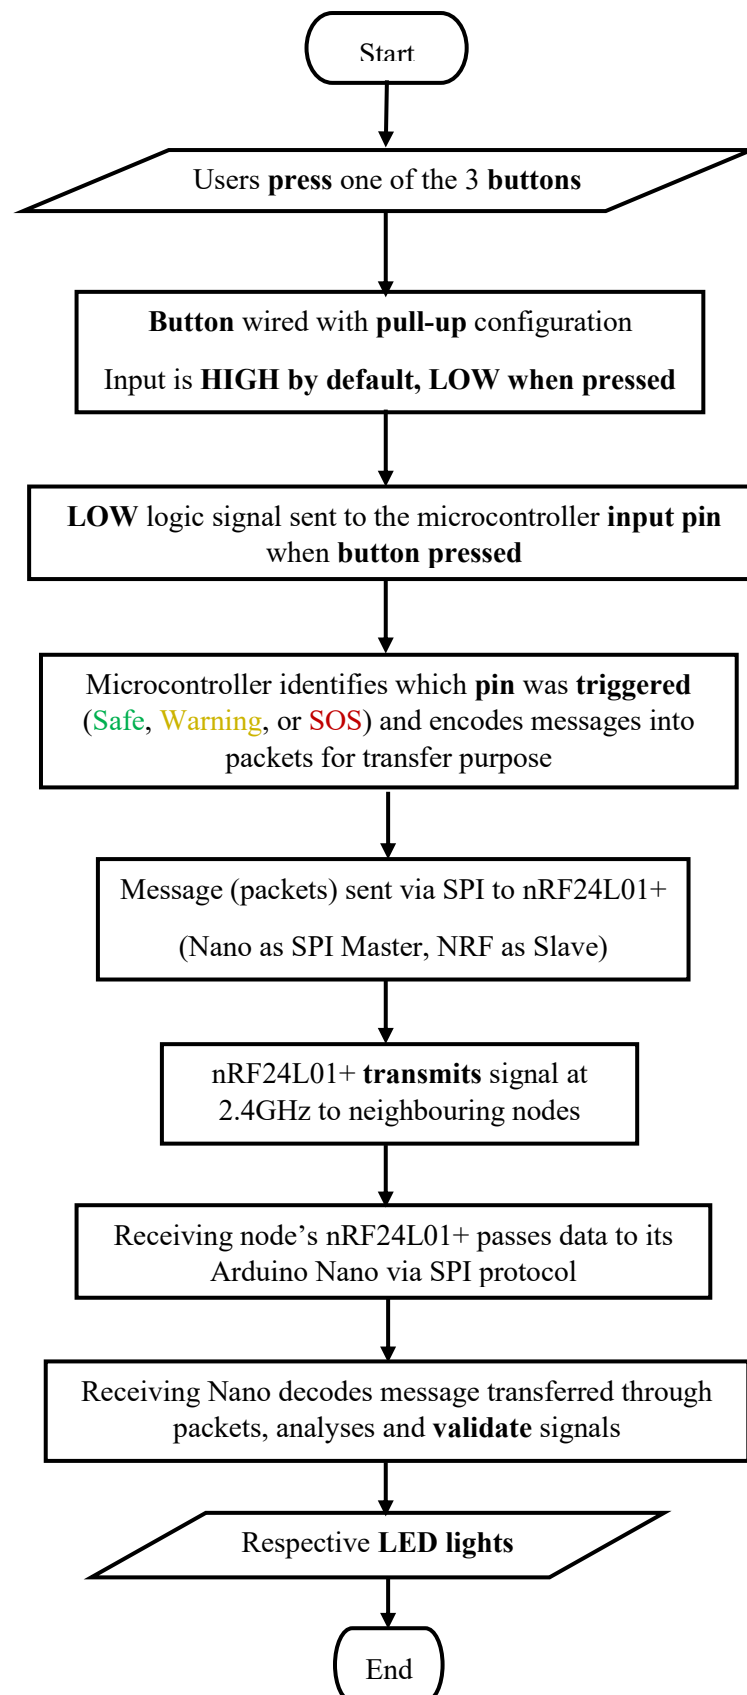 Start
Users press one of the 3 buttons
Button wired with pull-up configuration
Input is HIGH by default, LOW when pressed
LOW logic signal sent to the microcontroller input pin
when button pressed
Microcontroller identifies which pin was triggered
(Safe, Warning, or SOS) and encodes messages into
packets for transfer purpose
Message (packets) sent via SPI to nRF24L01+
(Nano as SPI Master, NRF as Slave)
nRF24L01+ transmits signal at
2.4GHz to neighbouring nodes
Receiving node’s nRF24L01+ passes data to its
Arduino Nano via SPI protocol
Receiving Nano decodes message transferred through
packets, analyses and validate signals
Respective LED lights
End